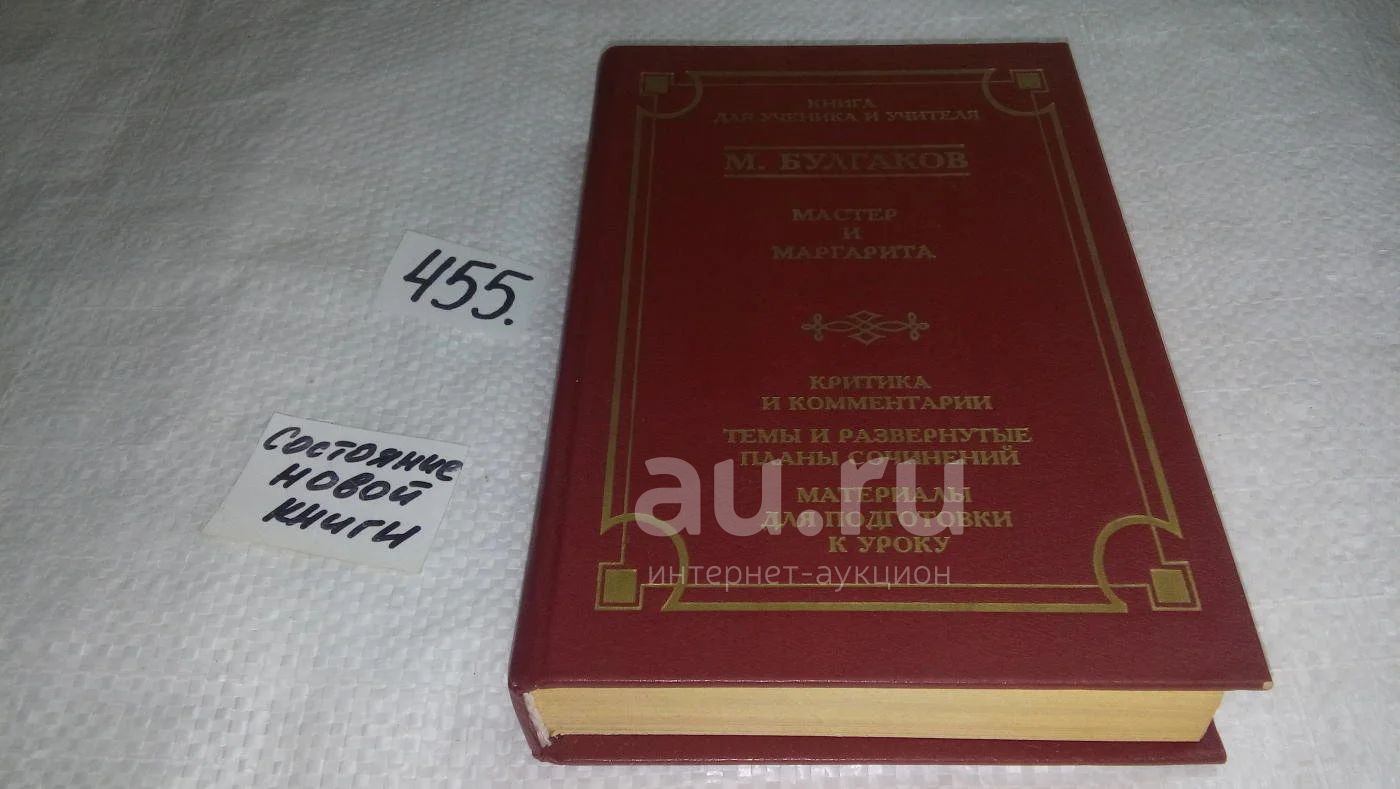 КНИГА
ДЛЯ УЧЕНИКА И УЧИТЕЛЯ
М. БУЛГАКОВ
МАСТЕР
И
МАРГАРИТА
КРИТИКА
И КОММЕНТАРИИ
ТЕМЫ И РАЗВЕРНУТЫЕ
ПЛАНЫ СОЧИНЕНИЙ
МАТЕРИАЛЫ
ДЛЯ ПОДГОТОВКИ
К УРОКУ
455.
Состояние
новой
книги
au.ru
интернет-аукцион